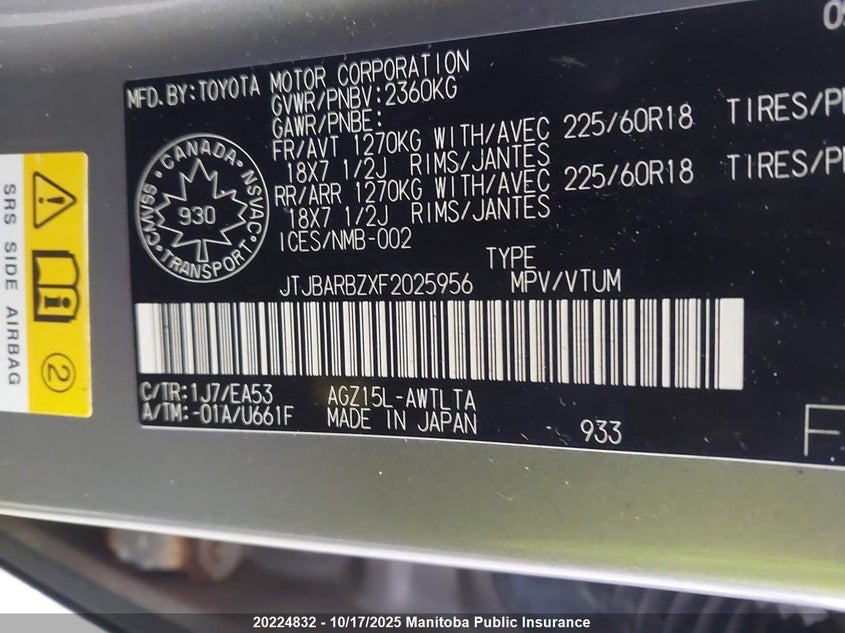 MFD.BY:TOYOTA MOTOR CORPORATION
GVWR/PNBV:2360KG
GAWR/PNBE:
FR/AVT 1270KG WITH/AVEC 225/60R18 TIRES/
18X7 1/2J RIMS/JANTES
RR/ARR 1270KG WITH/AVEC 225/60R18 TIRES/
18X7 1/2J RIMS/JANTES
ICES/NMB-002
CANADA
CMVSS
NSVAC
930
TRANSPORT
TYPE
JTJBARBZXF2025956 MPV/VTUM
C/TR:1J7/EA53 AGZ15L-AWTLTA
A/TM:-01A/U661F MADE IN JAPAN
933
SRS SIDE AIRBAG
2
20224832 - 10/17/2025 Manitoba Public Insurance